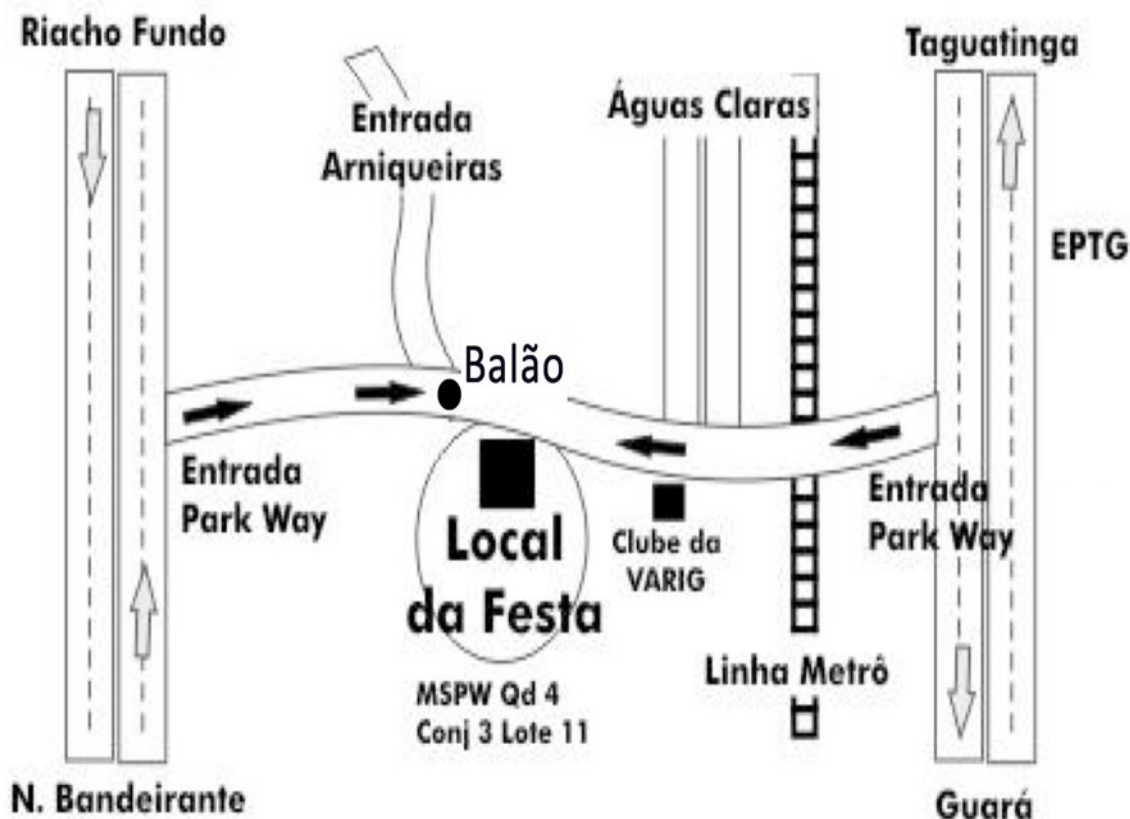 Riacho Fundo
Taguatinga
Entrada
Arniqueiras
Águas Claras
EPTG
Balão
Entrada
Park Way
Entrada
Park Way
Local
da Festa
Clube da
VARIG
Linha Metrô
MSPW Qd 4
Conj 3 Lote 11
N. Bandeirante
Guará